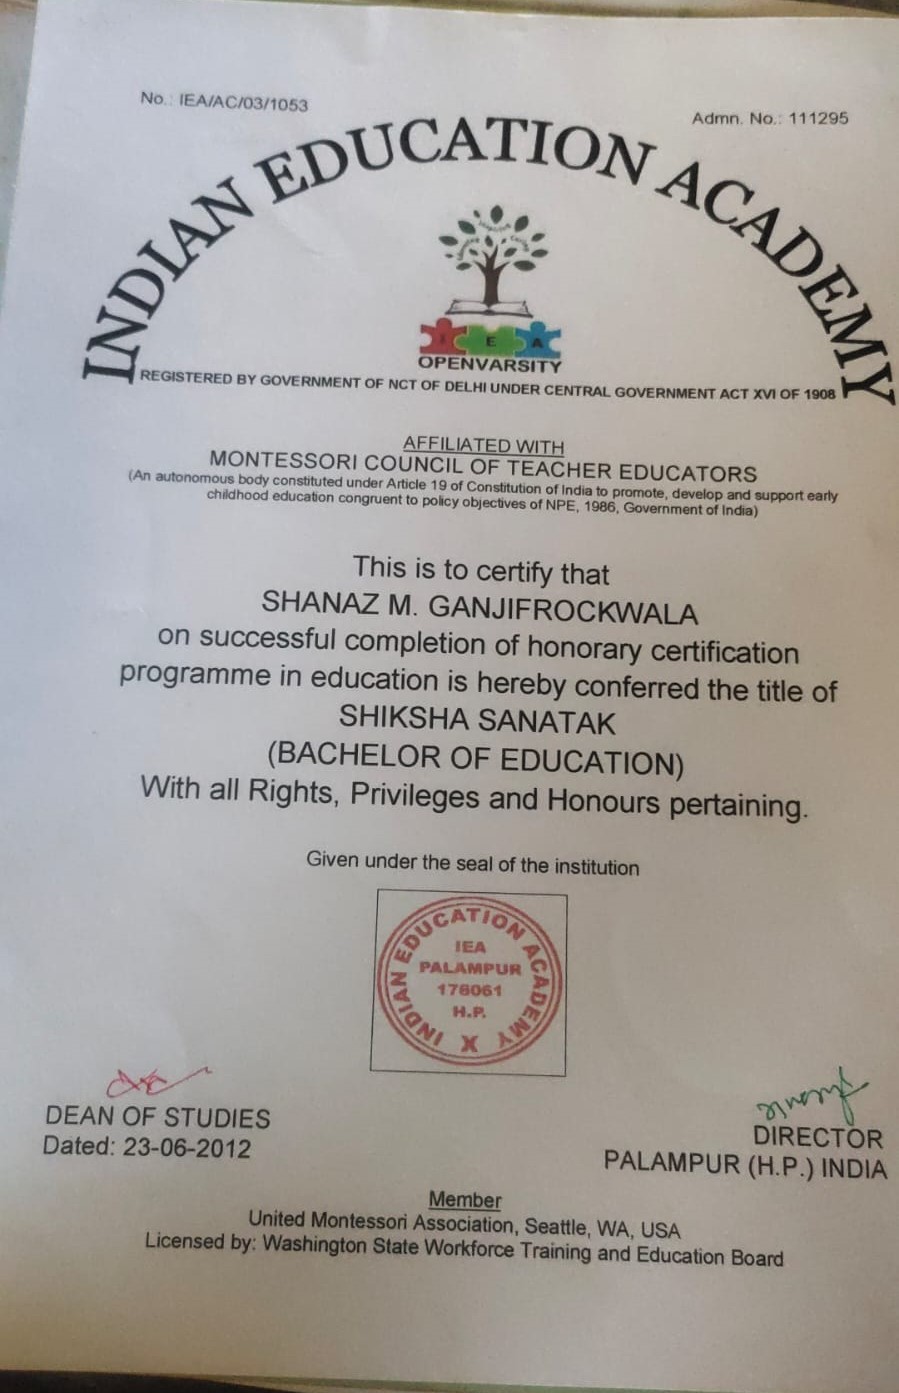 No.: IEA/AC/03/1053
Admn. No.: 111295
INDIAN EDUCATION ACADEMY
I E A
OPENVARSITY
REGISTERED BY GOVERNMENT OF NCT OF DELHI UNDER CENTRAL GOVERNMENT ACT XVI OF 1908
AFFILIATED WITH
MONTESSORI COUNCIL OF TEACHER EDUCATORS
(An autonomous body constituted under Article 19 of Constitution of India to promote, develop and support early
childhood education congruent to policy objectives of NPE, 1986, Government of India)
This is to certify that
SHANAZ M. GANJIFROCKWALA
on successful completion of honorary certification
programme in education is hereby conferred the title of
SHIKSHA SANATAK
(BACHELOR OF EDUCATION)
With all Rights, Privileges and Honours pertaining.
Given under the seal of the institution
INDIAN EDUCATION ACADEMY X
IEA
PALAMPUR
176061
H.P.
DEAN OF STUDIES
Dated: 23-06-2012
DIRECTOR
PALAMPUR (H.P.) INDIA
Member
United Montessori Association, Seattle, WA, USA
Licensed by: Washington State Workforce Training and Education Board